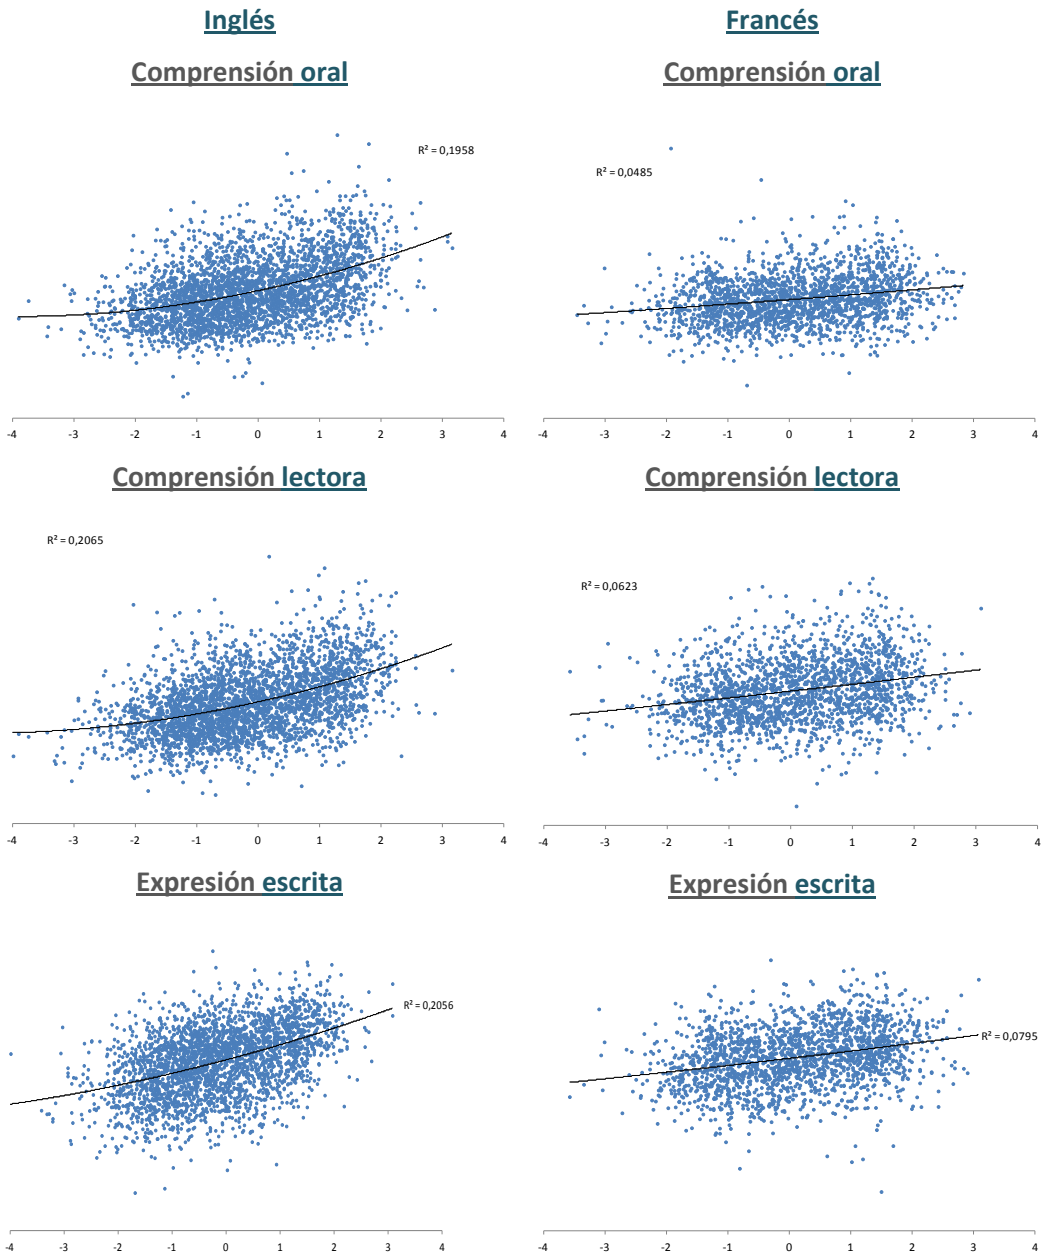 Inglés
Francés
Comprensión oral
Comprensión oral
R² = 0,1958
R² = 0,0485
-4 -3 -2 -1 0 1 2 3 4
-4 -3 -2 -1 0 1 2 3 4
Comprensión lectora
Comprensión lectora
R² = 0,2065
R² = 0,0623
-4 -3 -2 -1 0 1 2 3 4
-4 -3 -2 -1 0 1 2 3 4
Expresión escrita
Expresión escrita
R² = 0,2056
R² = 0,0795
-4 -3 -2 -1 0 1 2 3 4
-4 -3 -2 -1 0 1 2 3 4